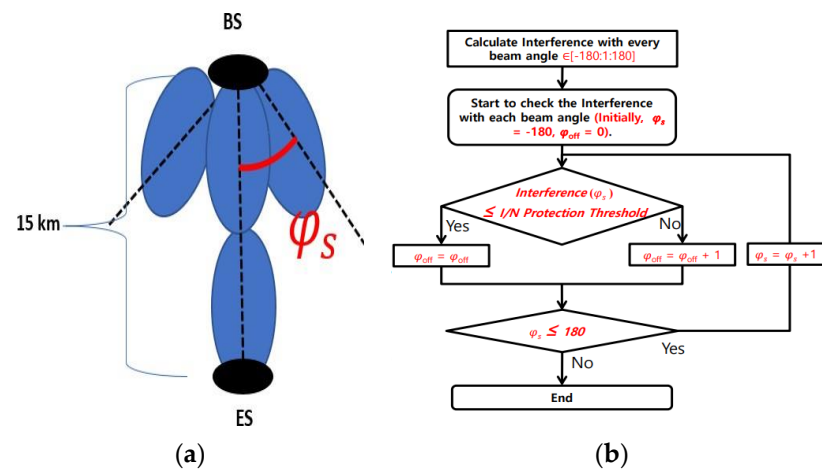 BS
15 km
φs
ES
(a)
Calculate Interference with every
beam angle ∈[-180:1:180]
Start to check the Interference
with each beam angle (Initially, φs
= -180, φoff = 0).
Interference(φs)
≤ I/N Protection Threshold
Yes
No
φoff = φoff
φoff = φoff + 1
φs = φs +1
φs ≤ 180
No
Yes
End
(b)